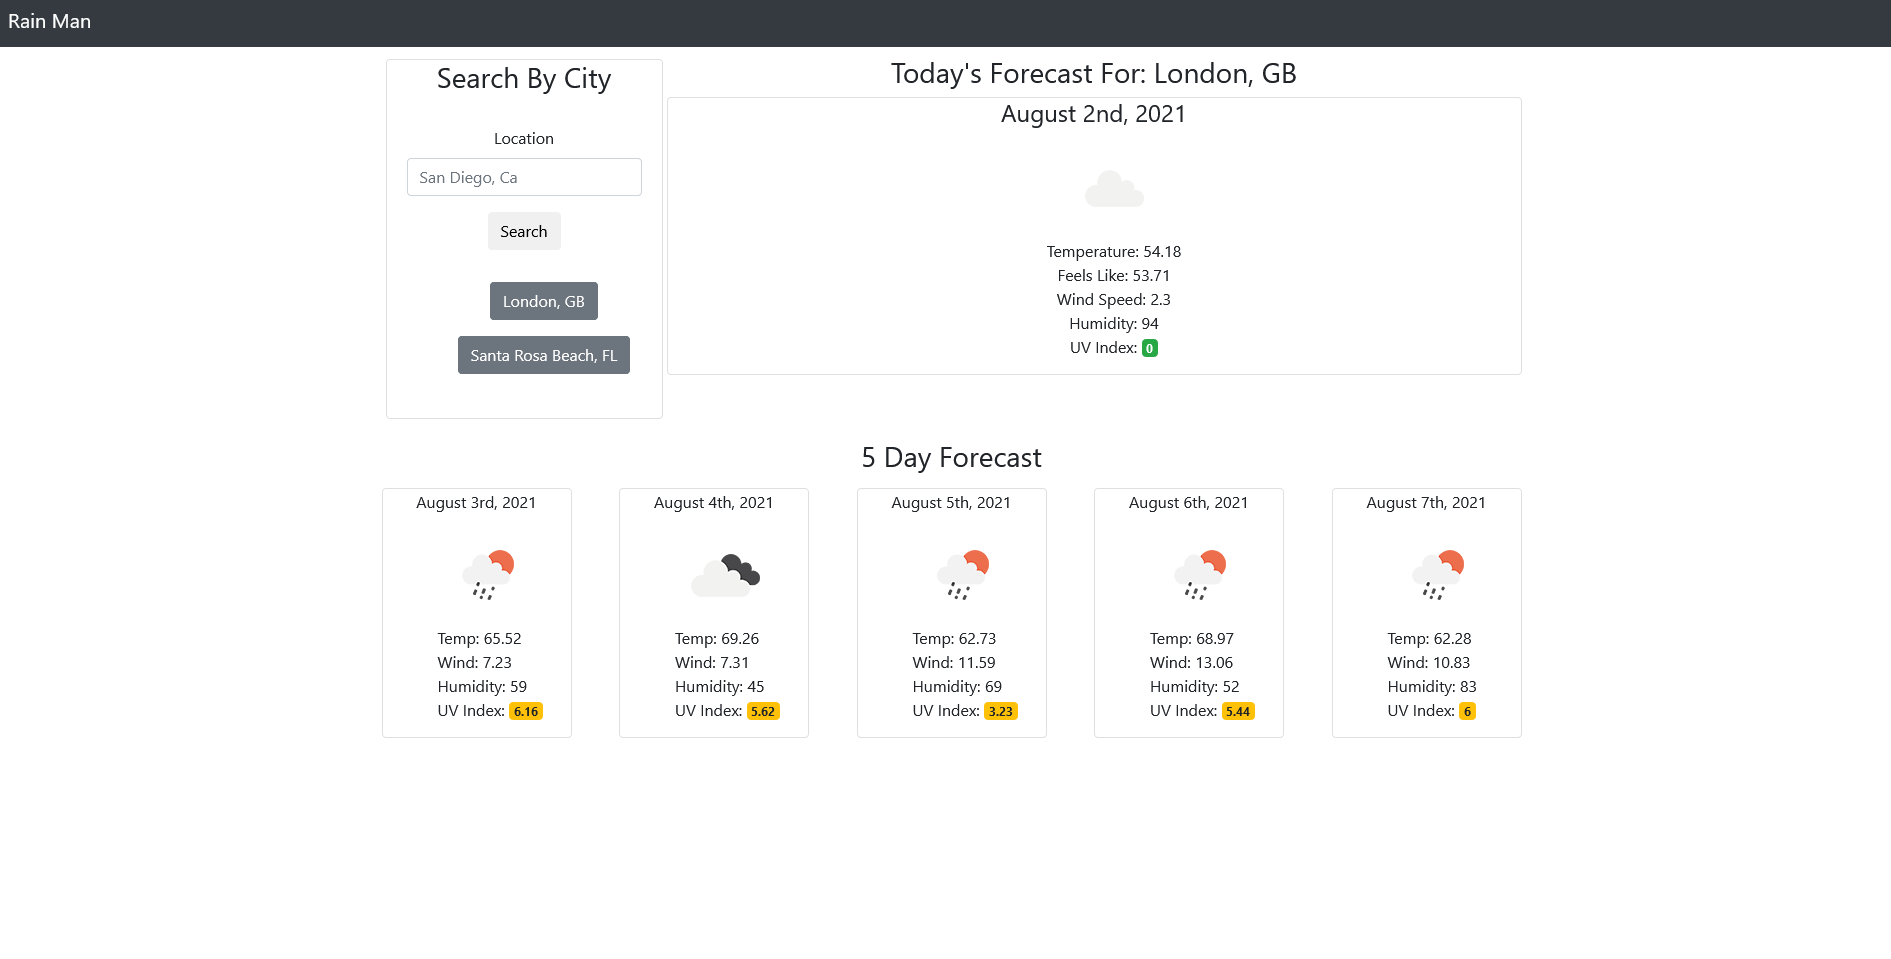 Rain Man
Search By City
Location
San Diego, Ca
Search
London, GB
Santa Rosa Beach, FL
Today's Forecast For: London, GB
August 2nd, 2021
Temperature: 54.18
Feels Like: 53.71
Wind Speed: 2.3
Humidity: 94
UV Index: 0
5 Day Forecast
August 3rd, 2021
Temp: 65.52
Wind: 7.23
Humidity: 59
UV Index: 6.16
August 4th, 2021
Temp: 69.26
Wind: 7.31
Humidity: 45
UV Index: 5.62
August 5th, 2021
Temp: 62.73
Wind: 11.59
Humidity: 69
UV Index: 3.23
August 6th, 2021
Temp: 68.97
Wind: 13.06
Humidity: 52
UV Index: 5.44
August 7th, 2021
Temp: 62.28
Wind: 10.83
Humidity: 83
UV Index: 6